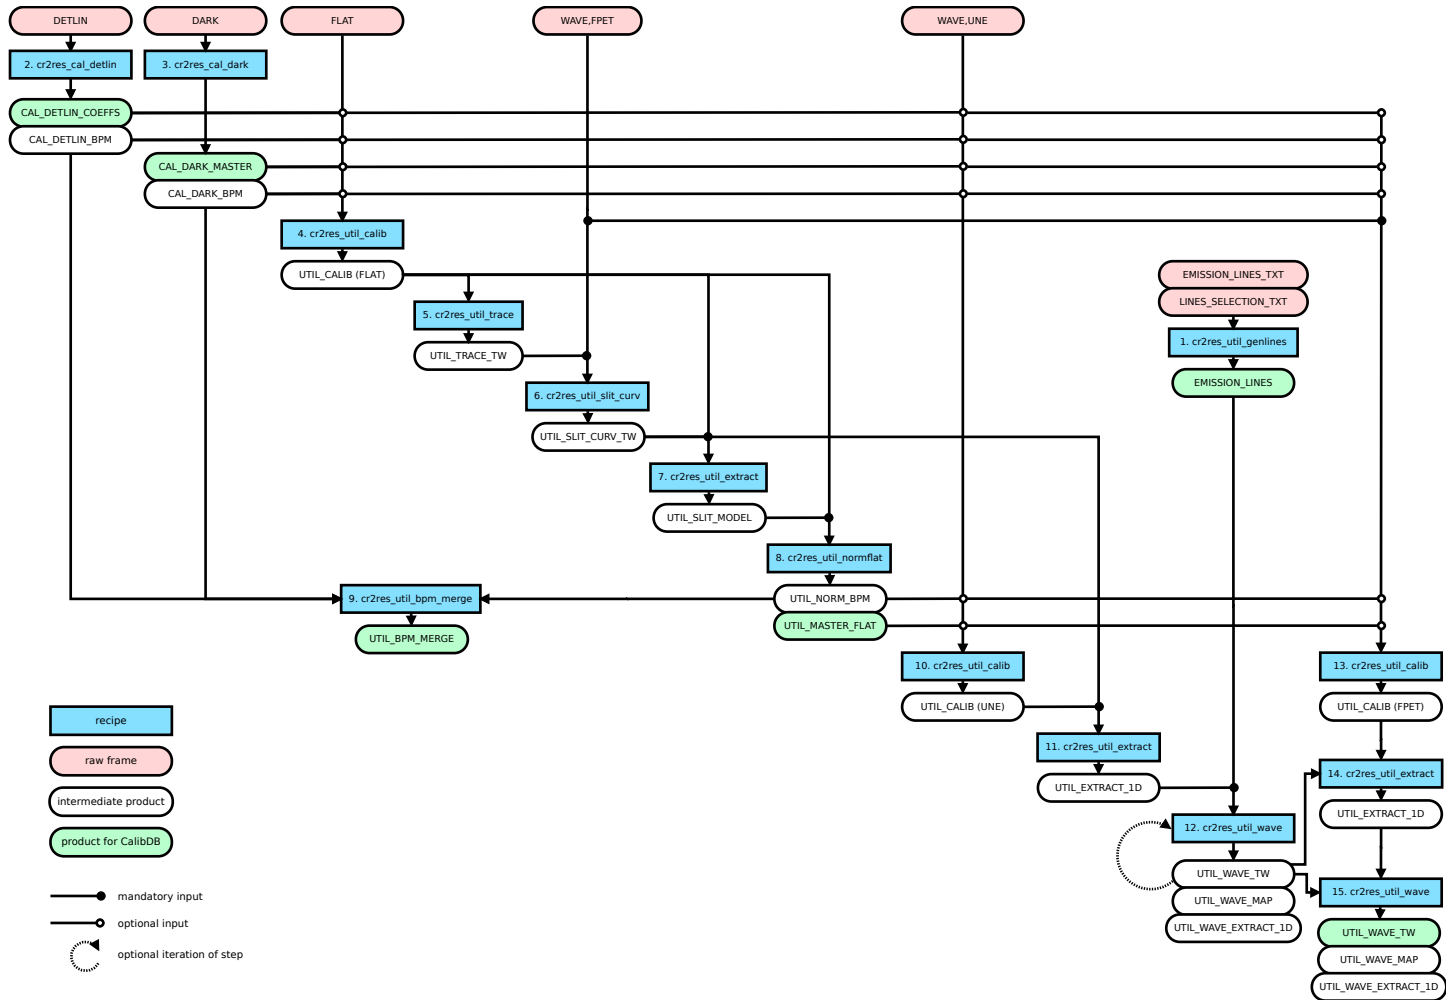 DETLIN
DARK
FLAT
WAVE,FPET
WAVE,UNE
2. cr2res_cal_detlin
3. cr2res_cal_dark
CAL_DETLIN_COEFFS
CAL_DETLIN_BPM
CAL_DARK_MASTER
CAL_DARK_BPM
4. cr2res_util_calib
UTIL_CALIB (FLAT)
EMISSION_LINES_TXT
LINES_SELECTION_TXT
5. cr2res_util_trace
1. cr2res_util_genlines
UTIL_TRACE_TW
EMISSION_LINES
6. cr2res_util_slit_curv
UTIL_SLIT_CURV_TW
7. cr2res_util_extract
UTIL_SLIT_MODEL
8. cr2res_util_normflat
9. cr2res_util_bpm_merge
UTIL_NORM_BPM
UTIL_MASTER_FLAT
UTIL_BPM_MERGE
10. cr2res_util_calib
13. cr2res_util_calib
UTIL_CALIB (UNE)
UTIL_CALIB (FPET)
recipe
raw frame
intermediate product
product for CalibDB
11. cr2res_util_extract
14. cr2res_util_extract
UTIL_EXTRACT_1D
UTIL_EXTRACT_1D
12. cr2res_util_wave
UTIL_WAVE_TW
UTIL_WAVE_MAP
UTIL_WAVE_EXTRACT_1D
15. cr2res_util_wave
UTIL_WAVE_TW
UTIL_WAVE_MAP
UTIL_WAVE_EXTRACT_1D
mandatory input
optional input
optional iteration of step